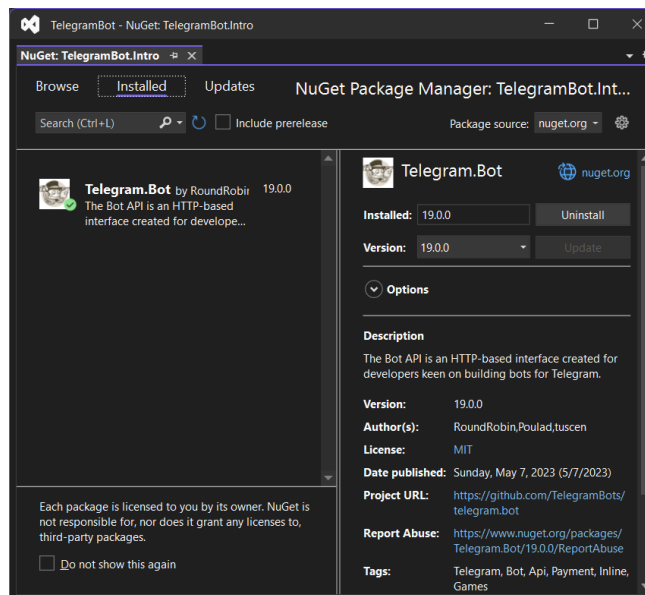 TelegramBot - NuGet: TelegramBot.Intro
NuGet: TelegramBot.Intro
Browse Installed Updates NuGet Package Manager: TelegramBot.Int...
Search (Ctrl+L) Include prerelease Package source: nuget.org
Telegram.Bot by RoundRobin 19.0.0
The Bot API is an HTTP-based
interface created for develope...
Each package is licensed to you by its owner. NuGet is
not responsible for, nor does it grant any licenses to,
third-party packages.
Do not show this again
Telegram.Bot nuget.org
Installed: 19.0.0 Uninstall
Version: 19.0.0 Update
Options
Description
The Bot API is an HTTP-based interface created for
developers keen on building bots for Telegram.
Version: 19.0.0
Author(s): RoundRobin,Poulad,tuscen
License: MIT
Date published: Sunday, May 7, 2023 (5/7/2023)
Project URL: https://github.com/TelegramBots/
telegram.bot
Report Abuse: https://www.nuget.org/packages/
Telegram.Bot/19.0.0/ReportAbuse
Tags: Telegram, Bot, Api, Payment, Inline,
Games